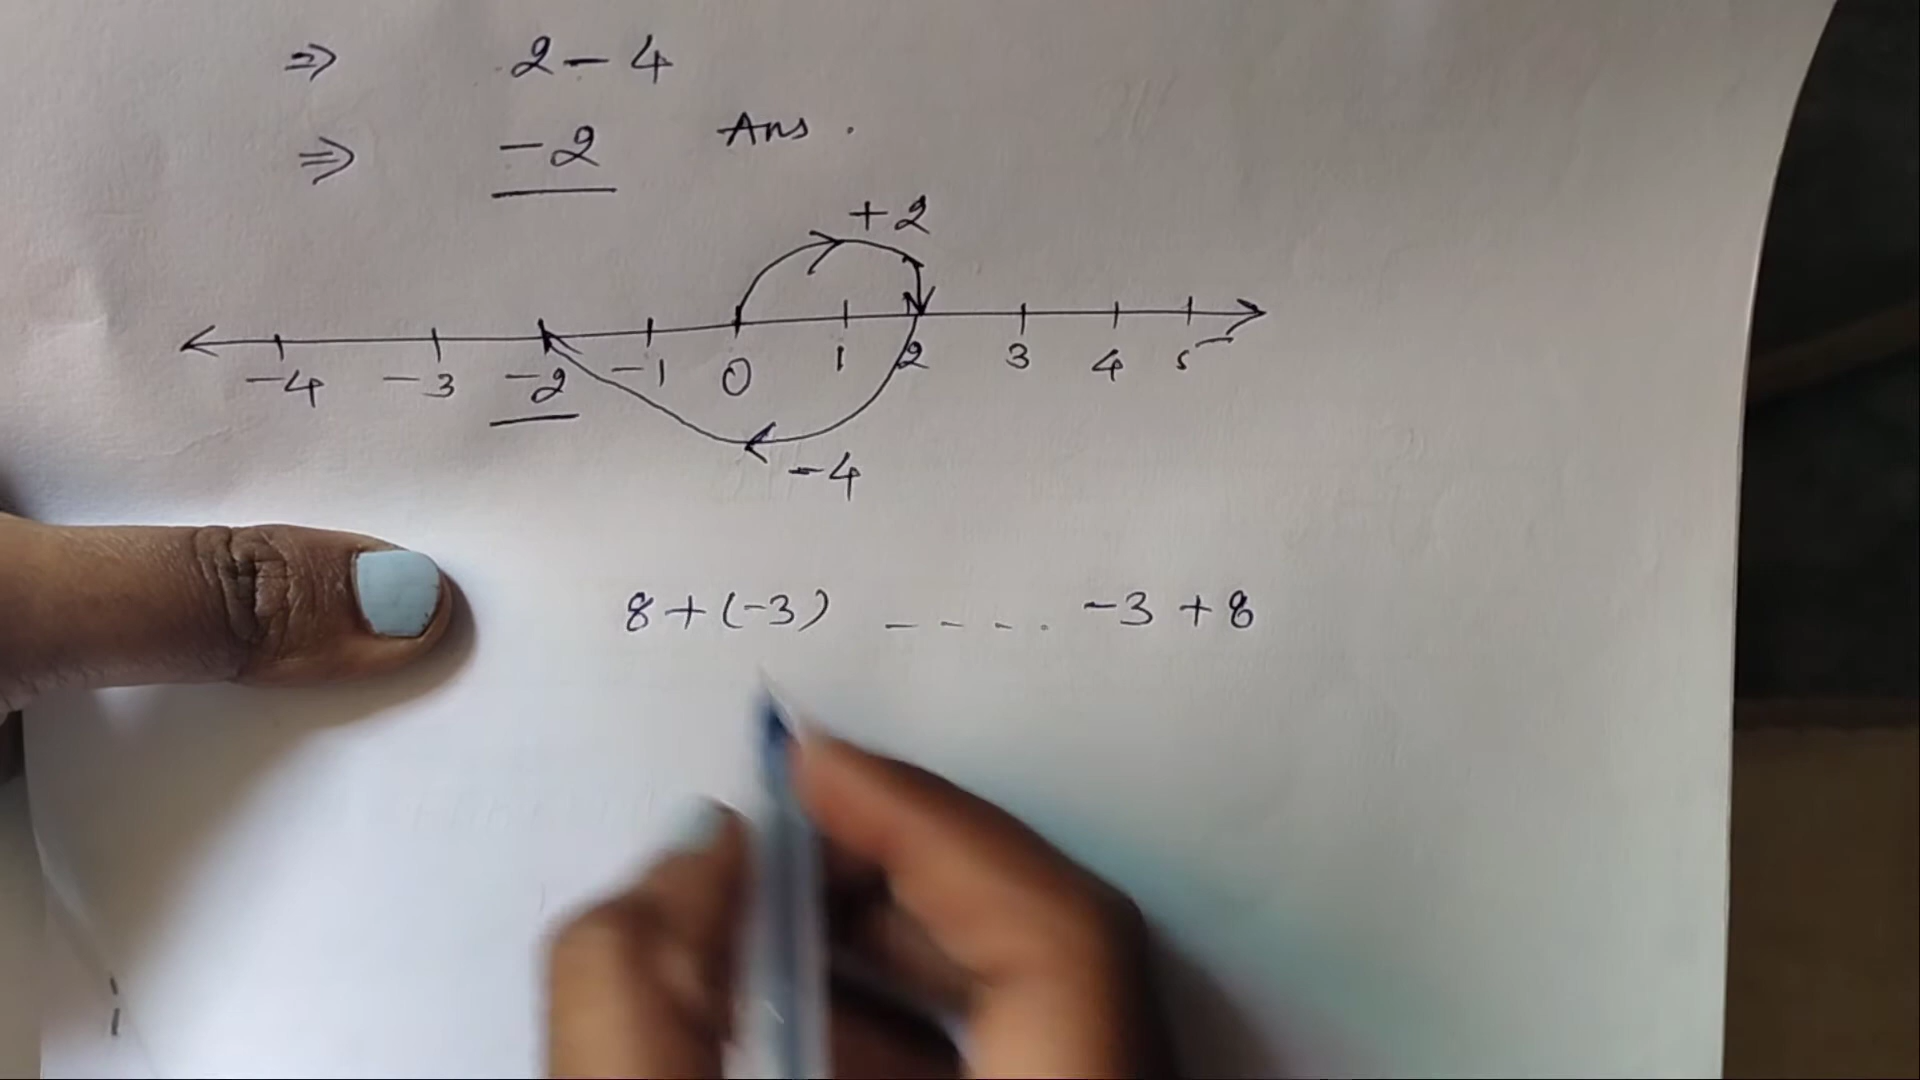 ⇒ 2 - 4
⇒ -2 Ans.
+2
-4 -3 -2 -1 0 1 2 3 4 5
-4
8+(-3) - - - . . -3 +8